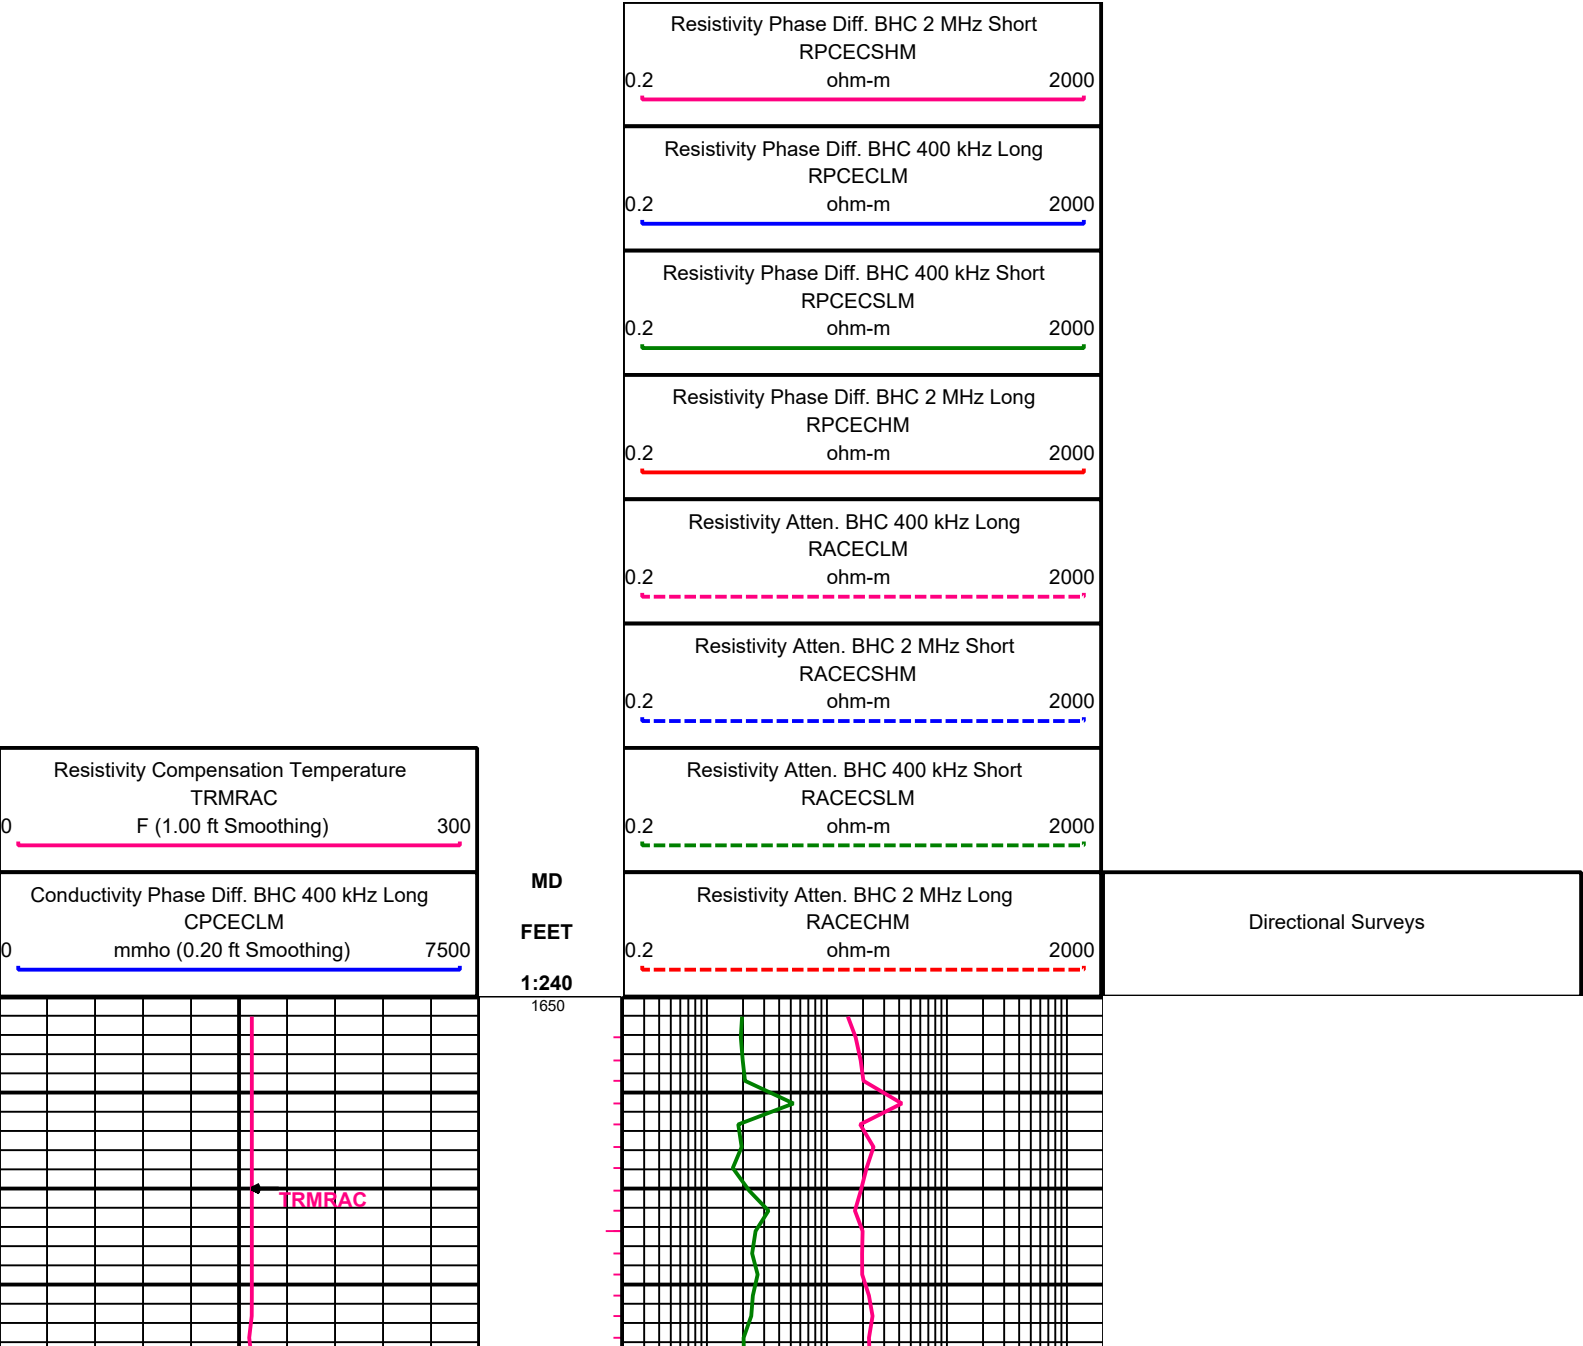 Resistivity Phase Diff. BHC 2 MHz Short
RPCECSHM
0.2 ohm-m 2000
Resistivity Phase Diff. BHC 400 kHz Long
RPCECLM
0.2 ohm-m 2000
Resistivity Phase Diff. BHC 400 kHz Short
RPCECSLM
0.2 ohm-m 2000
Resistivity Phase Diff. BHC 2 MHz Long
RPCECHM
0.2 ohm-m 2000
Resistivity Atten. BHC 400 kHz Long
RACECLM
0.2 ohm-m 2000
Resistivity Atten. BHC 2 MHz Short
RACECSHM
0.2 ohm-m 2000
Resistivity Compensation Temperature
TRMRAC
0 F (1.00 ft Smoothing) 300
Resistivity Atten. BHC 400 kHz Short
RACECSLM
0.2 ohm-m 2000
Conductivity Phase Diff. BHC 400 kHz Long
CPCECLM
0 mmho (0.20 ft Smoothing) 7500
MD
FEET
1:240
Resistivity Atten. BHC 2 MHz Long
RACECHM
0.2 ohm-m 2000
Directional Surveys
1650
TRMRAC